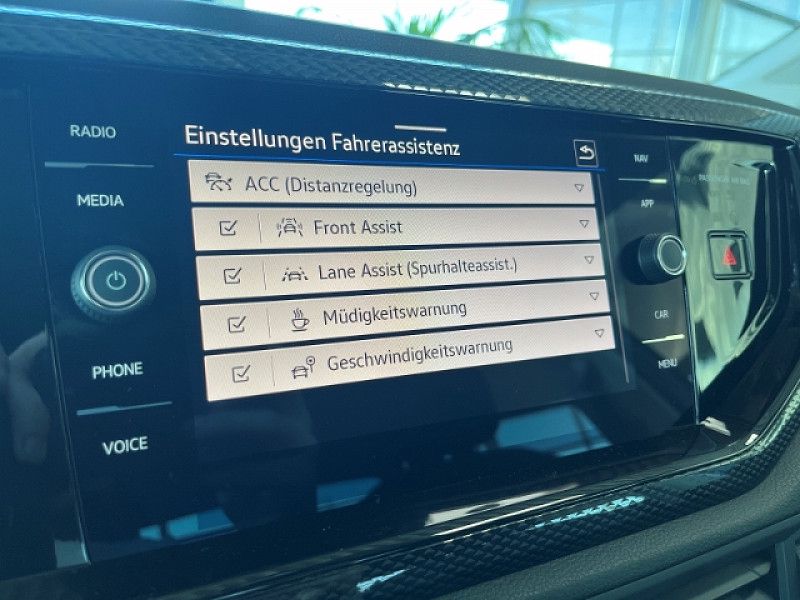 RADIO
MEDIA
PHONE
VOICE
Einstellungen Fahrerassistenz
ACC (Distanzregelung)
Front Assist
Lane Assist (Spurhalteassist.)
Müdigkeitswarnung
Geschwindigkeitswarnung
NAV
APP
CAR
MENU